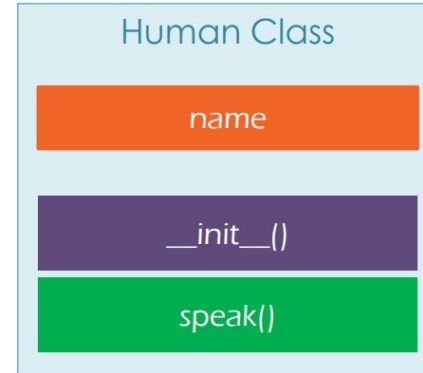 Human Class
name
__init__()
speak()